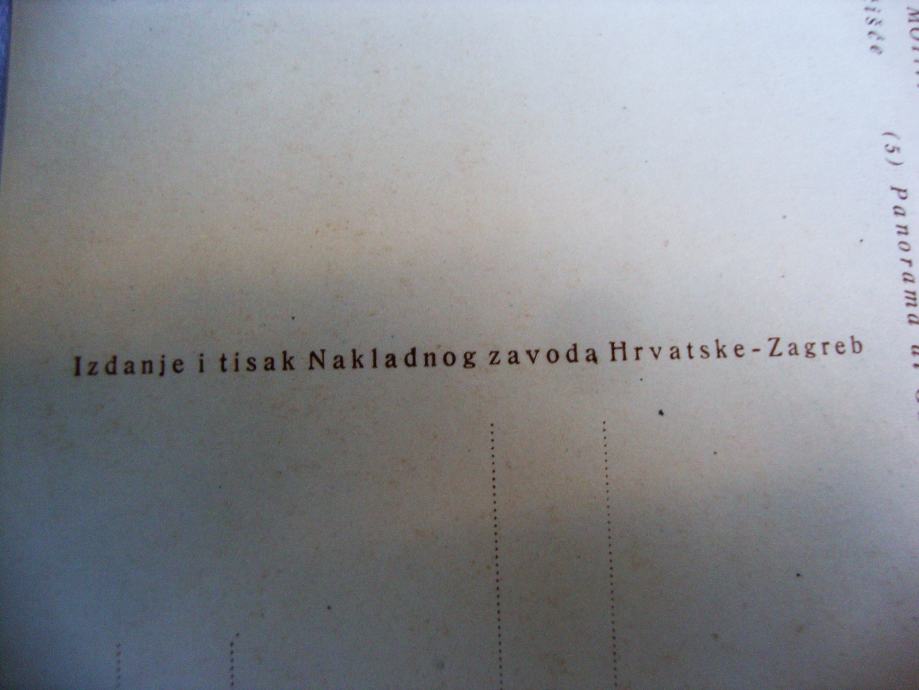 Izdanje i tisak Nakladnog zavoda Hrvatske-Zagreb
(5) Panorama